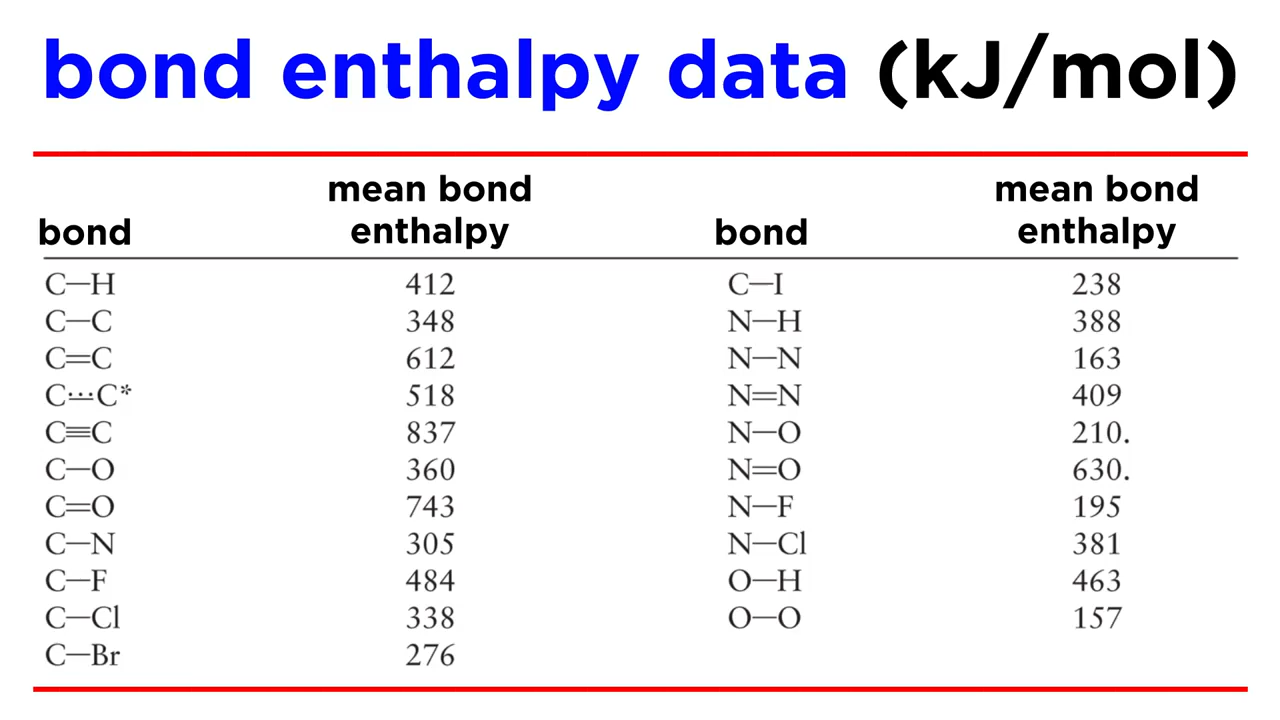 bond enthalpy data (kJ/mol)
mean bond mean bond
bond enthalpy bond enthalpy
C—H 412 C—I 238
C—C 348 N—H 388
C=C 612 N—N 163
C⋯C* 518 N=N 409
C≡C 837 N—O 210.
C—O 360 N=O 630.
C=O 743 N—F 195
C—N 305 N—Cl 381
C—F 484 O—H 463
C—Cl 338 O—O 157
C—Br 276